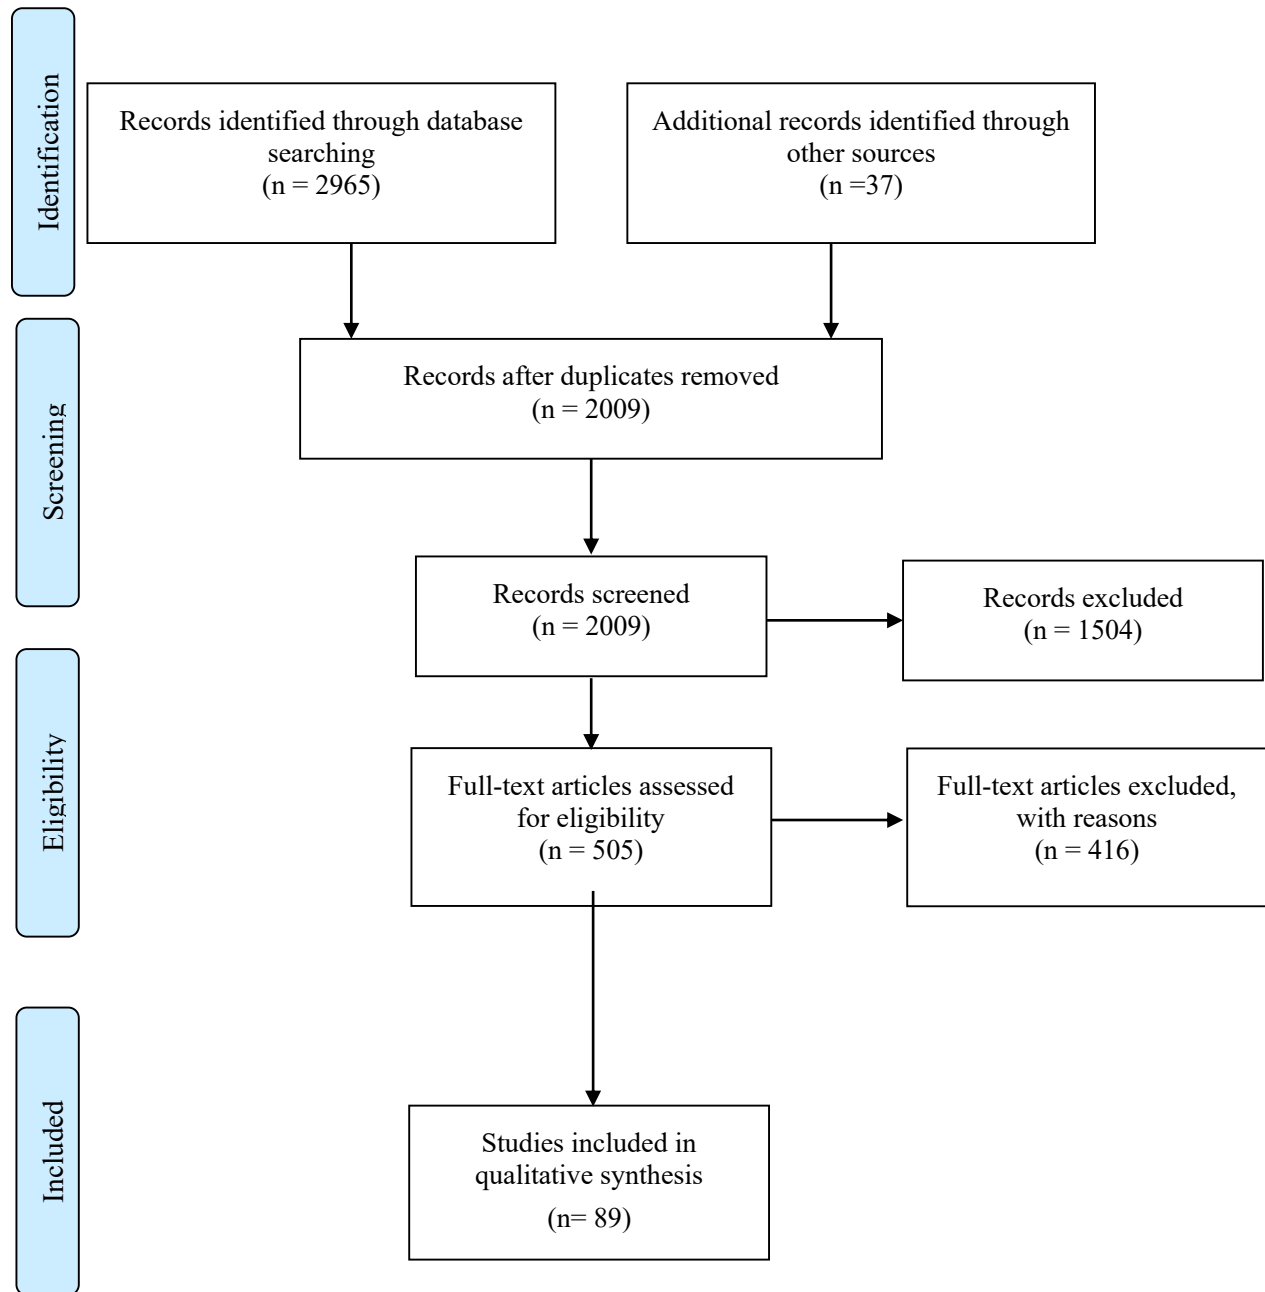 Identification
Records identified through database
searching
(n = 2965)
Additional records identified through
other sources
(n =37)
Screening
Records after duplicates removed
(n = 2009)
Records screened
(n = 2009)
Records excluded
(n = 1504)
Eligibility
Full-text articles assessed
for eligibility
(n = 505)
Full-text articles excluded,
with reasons
(n = 416)
Included
Studies included in
qualitative synthesis
(n= 89)